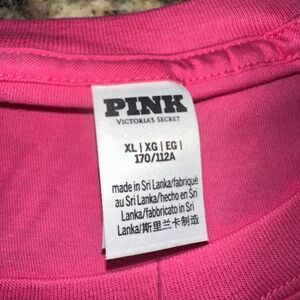 PINK
VICTORIA'S SECRET
XL | XG | EG |
170/112A
made in Sri Lanka/fabriqué
au Sri Lanka/hecho en Sri
Lanka/fabbricato in Sri
Lanka/斯里兰卡制造